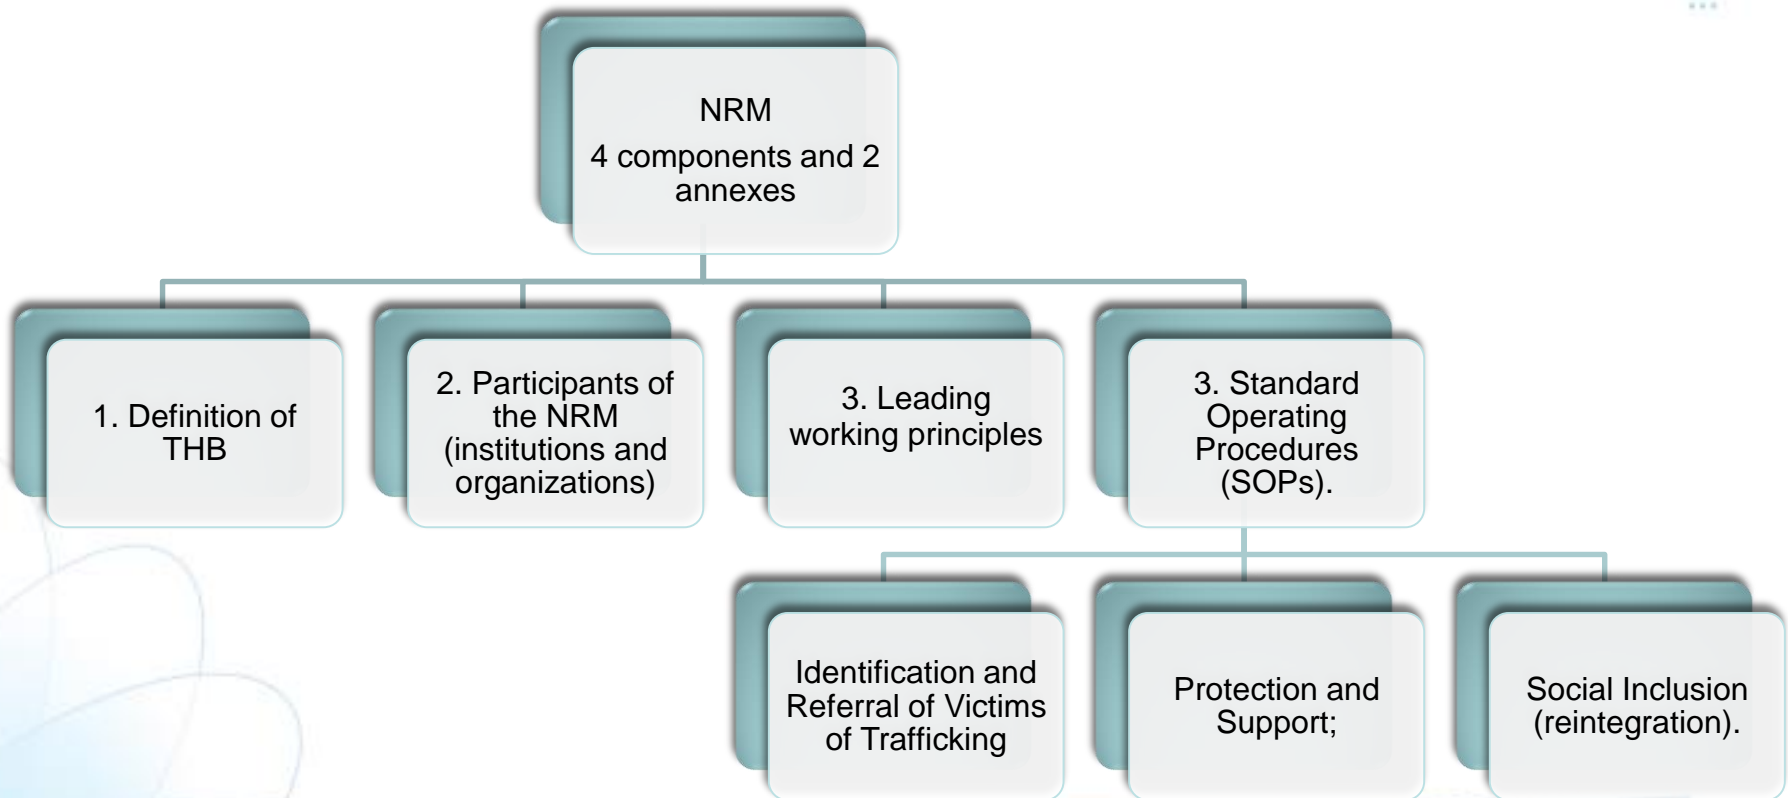 NRM
4 components and 2
annexes
1. Definition of
THB
2. Participants of
the NRM
(institutions and
organizations)
3. Leading
working principles
3. Standard
Operating
Procedures
(SOPs).
Identification and
Referral of Victims
of Trafficking
Protection and
Support;
Social Inclusion
(reintegration).